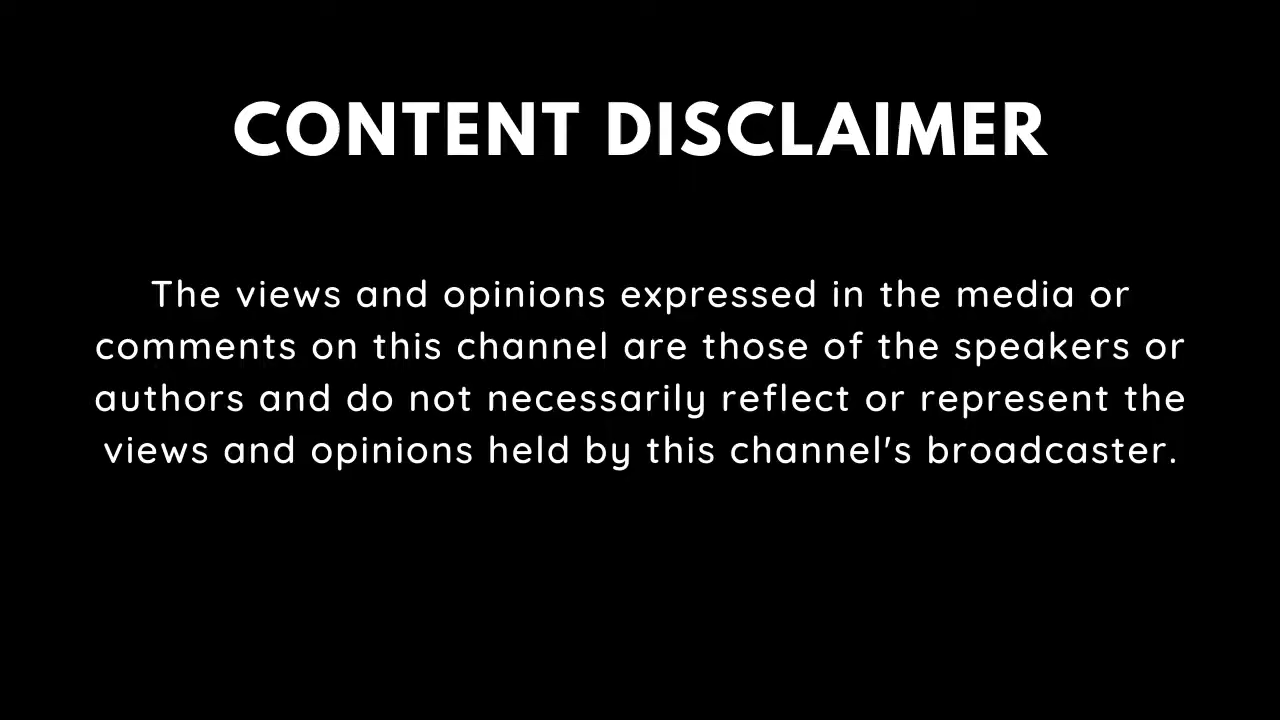 CONTENT DISCLAIMER
The views and opinions expressed in the media or
comments on this channel are those of the speakers or
authors and do not necessarily reflect or represent the
views and opinions held by this channel's broadcaster.